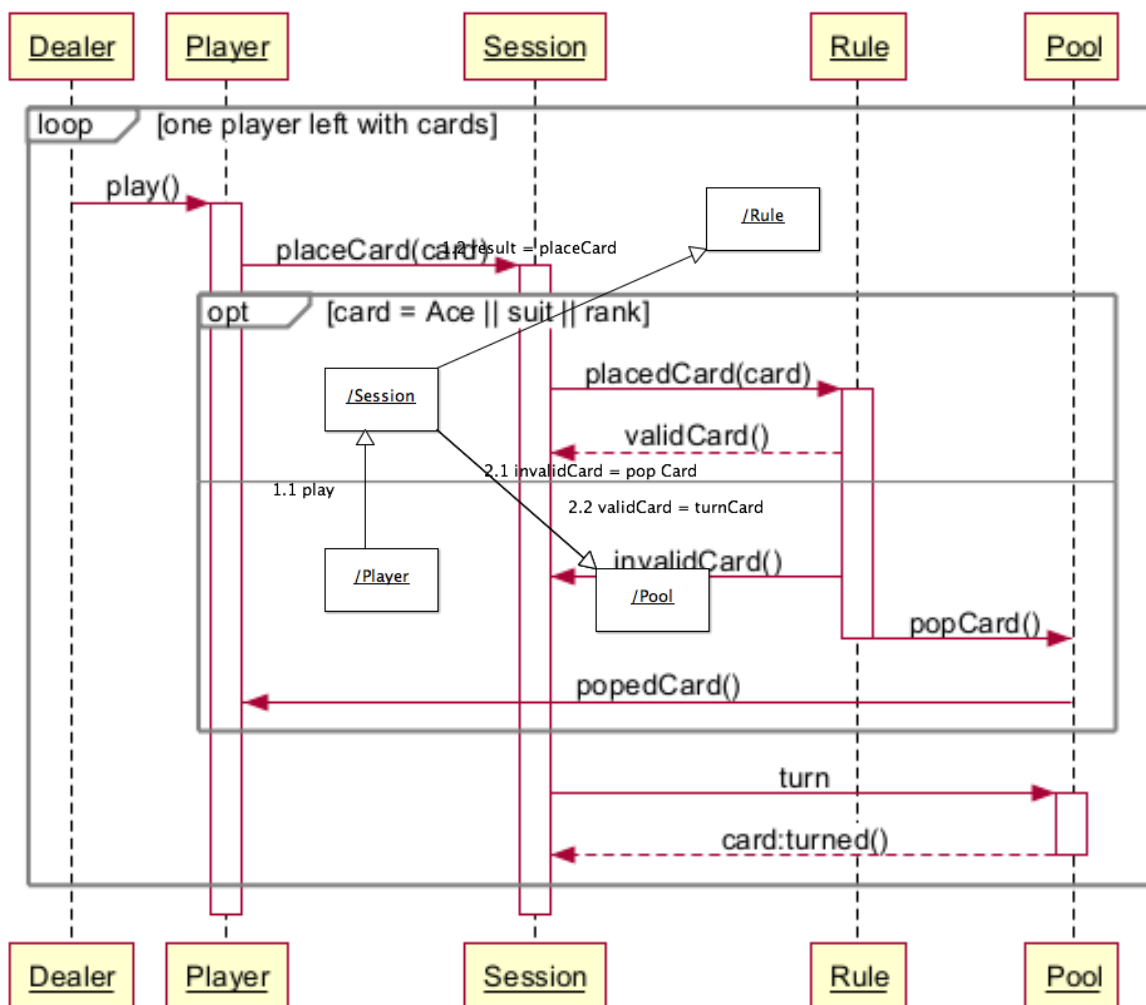 Dealer Player Session Rule Pool
loop [one player left with cards]
play()
/Rule
placeCard(card)
1.2 result = placeCard
opt [card = Ace || suit || rank]
placedCard(card)
/Session
validCard()
2.1 invalidCard = pop Card
1.1 play
2.2 validCard = turnCard
invalidCard()
/Player
/Pool
popCard()
popedCard()
turn
card:turned()
Dealer Player Session Rule Pool